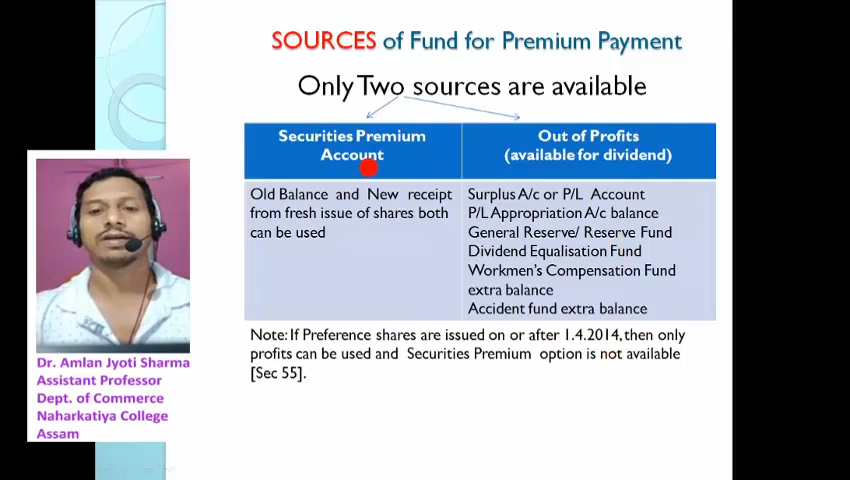 SOURCES of Fund for Premium Payment
Only Two sources are available
Securities Premium
Account
Out of Profits
(available for dividend)
Old Balance and New receipt
from fresh issue of shares both
can be used
Surplus A/c or P/L Account
P/L Appropriation A/c balance
General Reserve/ Reserve Fund
Dividend Equalisation Fund
Workmen's Compensation Fund
extra balance
Accident fund extra balance
Note: If Preference shares are issued on or after 1.4.2014, then only
profits can be used and Securities Premium option is not available
[Sec 55].
Dr. Amlan Jyoti Sharma
Assistant Professor
Dept. of Commerce
Naharkatiya College
Assam